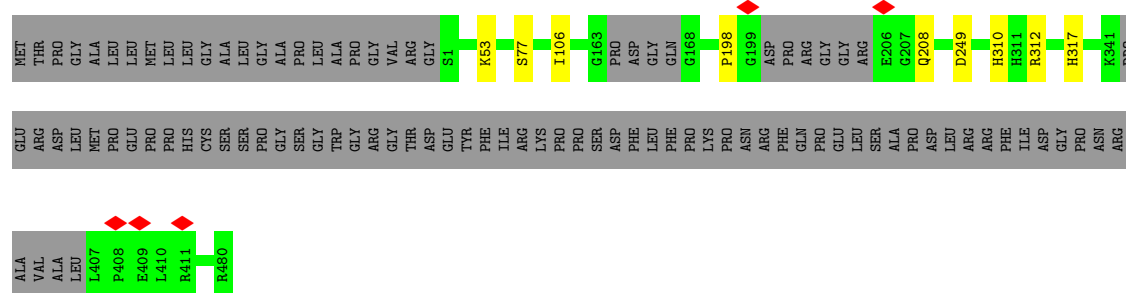 MET THR PRO GLY ALA LEU LEU MET LEU LEU GLY ALA LEU GLY ALA PRO LEU ALA PRO GLY VAL ARG GLY S1 K53 S77 I106 G163 PRO ASP GLY GLN G168 P198 G199 ASP PRO ARG GLY GLY ARG E206 G207 Q208 D249 H310 H311 R312 H317 K341
GLU ARG ASP LEU MET PRO GLU PRO PRO HIS CYS SER SER PRO GLY SER GLY TRP GLY ARG GLY THR ASP GLU TYR PHE ILE ARG LYS PRO PRO SER ASP PHE LEU PHE PRO LYS PRO ASN ARG PHE GLN PRO GLU LEU SER ALA PRO ASP LEU ARG ARG PHE ILE ASP GLY PRO ASN ARG
ALA VAL ALA LEU L407 P408 E409 L410 R411 R480